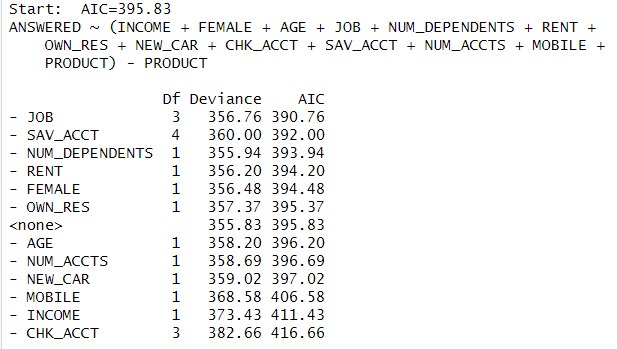 Start:  AIC=395.83
ANSWERED ~ (INCOME + FEMALE + AGE + JOB + NUM_DEPENDENTS + RENT +
    OWN_RES + NEW_CAR + CHK_ACCT + SAV_ACCT + NUM_ACCTS + MOBILE +
    PRODUCT) - PRODUCT

                 Df Deviance    AIC
- JOB             3   356.76 390.76
- SAV_ACCT        4   360.00 392.00
- NUM_DEPENDENTS  1   355.94 393.94
- RENT            1   356.20 394.20
- FEMALE          1   356.48 394.48
- OWN_RES         1   357.37 395.37
<none>                355.83 395.83
- AGE             1   358.20 396.20
- NUM_ACCTS       1   358.69 396.69
- NEW_CAR         1   359.02 397.02
- MOBILE          1   368.58 406.58
- INCOME          1   373.43 411.43
- CHK_ACCT        3   382.66 416.66